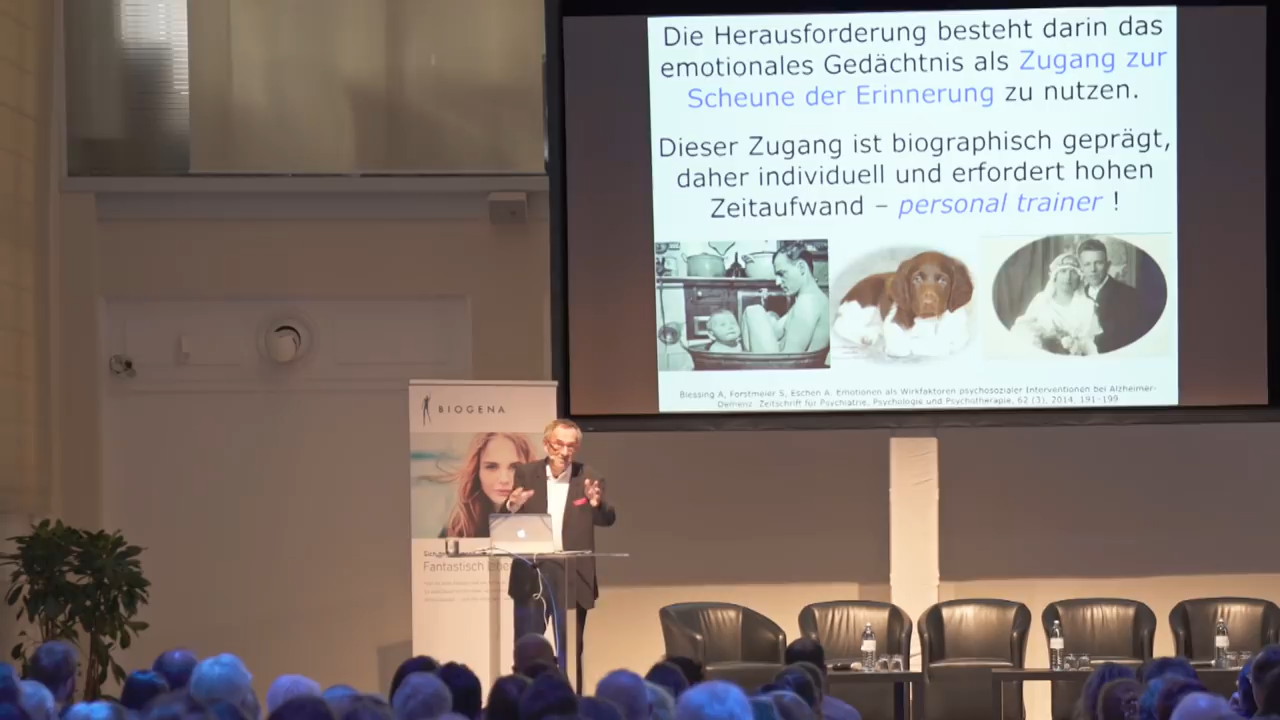 Die Herausforderung besteht darin das
emotionales Gedächtnis als Zugang zur
Scheune der Erinnerung zu nutzen.
Dieser Zugang ist biographisch geprägt,
daher individuell und erfordert hohen
Zeitaufwand – personal trainer !
Blessing A, Forstmeier S, Eschen A. Emotionen als Wirkfaktoren psychosozialer Interventionen bei Alzheimer-
Demenz. Zeitschrift für Psychiatrie, Psychologie und Psychotherapie, 62 (3), 2014, 191-199
BIOGENA
Fantastisch